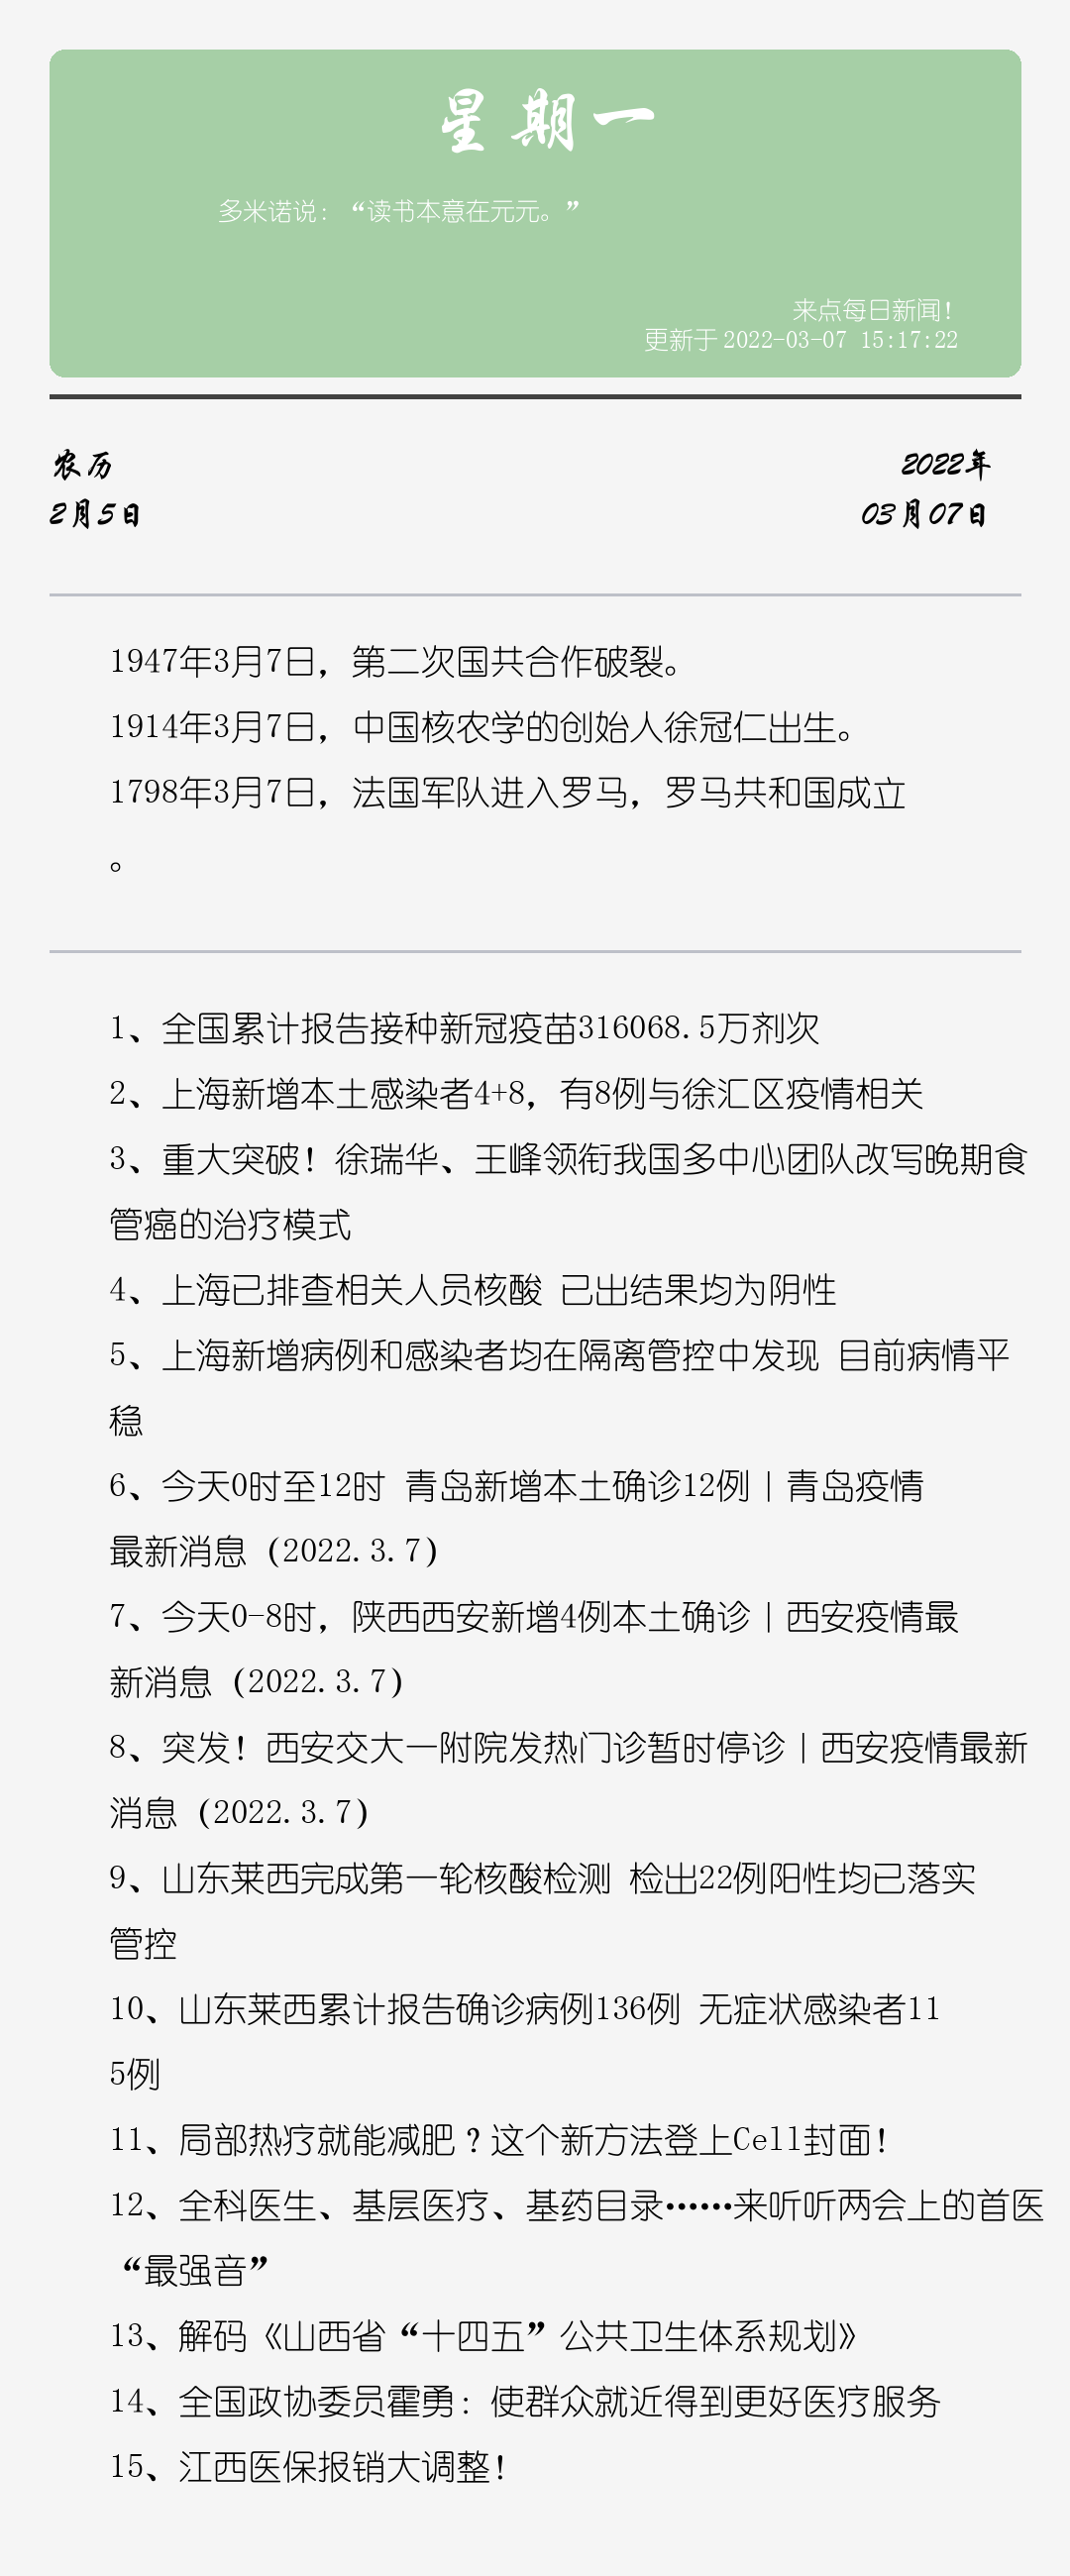 星期一
多米诺说：“读书本意在元元。”
来点每日新闻！
更新于 2022-03-07 15:17:22
农历
2月5日
2022年
03月07日
1947年3月7日，第二次国共合作破裂。
1914年3月7日，中国核农学的创始人徐冠仁出生。
1798年3月7日，法国军队进入罗马，罗马共和国成立
。
1、全国累计报告接种新冠疫苗316068.5万剂次
2、上海新增本土感染者4+8，有8例与徐汇区疫情相关
3、重大突破！徐瑞华、王峰领衔我国多中心团队改写晚期食
管癌的治疗模式
4、上海已排查相关人员核酸 已出结果均为阴性
5、上海新增病例和感染者均在隔离管控中发现 目前病情平
稳
6、今天0时至12时 青岛新增本土确诊12例｜青岛疫情
最新消息（2022.3.7）
7、今天0-8时，陕西西安新增4例本土确诊｜西安疫情最
新消息（2022.3.7）
8、突发！西安交大一附院发热门诊暂时停诊｜西安疫情最新
消息（2022.3.7）
9、山东莱西完成第一轮核酸检测 检出22例阳性均已落实
管控
10、山东莱西累计报告确诊病例136例 无症状感染者11
5例
11、局部热疗就能减肥？这个新方法登上Cell封面！
12、全科医生、基层医疗、基药目录……来听听两会上的首医
“最强音”
13、解码《山西省“十四五”公共卫生体系规划》
14、全国政协委员霍勇：使群众就近得到更好医疗服务
15、江西医保报销大调整！